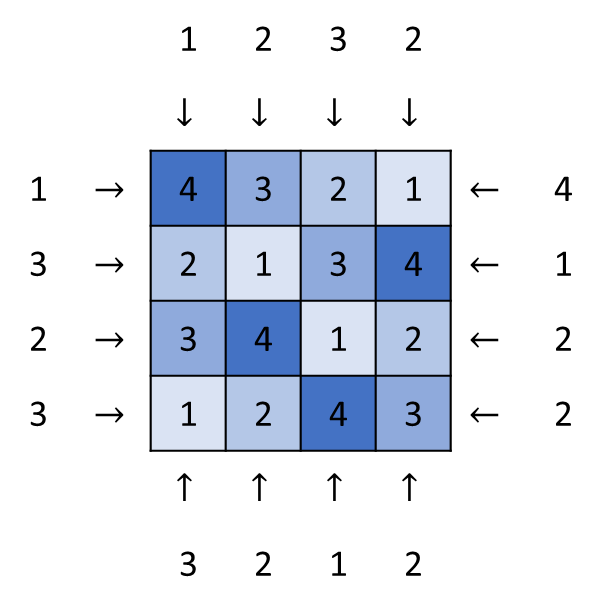 1 2 3 2
↓ ↓ ↓ ↓
1 → 4 3 2 1 ← 4
3 → 2 1 3 4 ← 1
2 → 3 4 1 2 ← 2
3 → 1 2 4 3 ← 2
↑ ↑ ↑ ↑
3 2 1 2